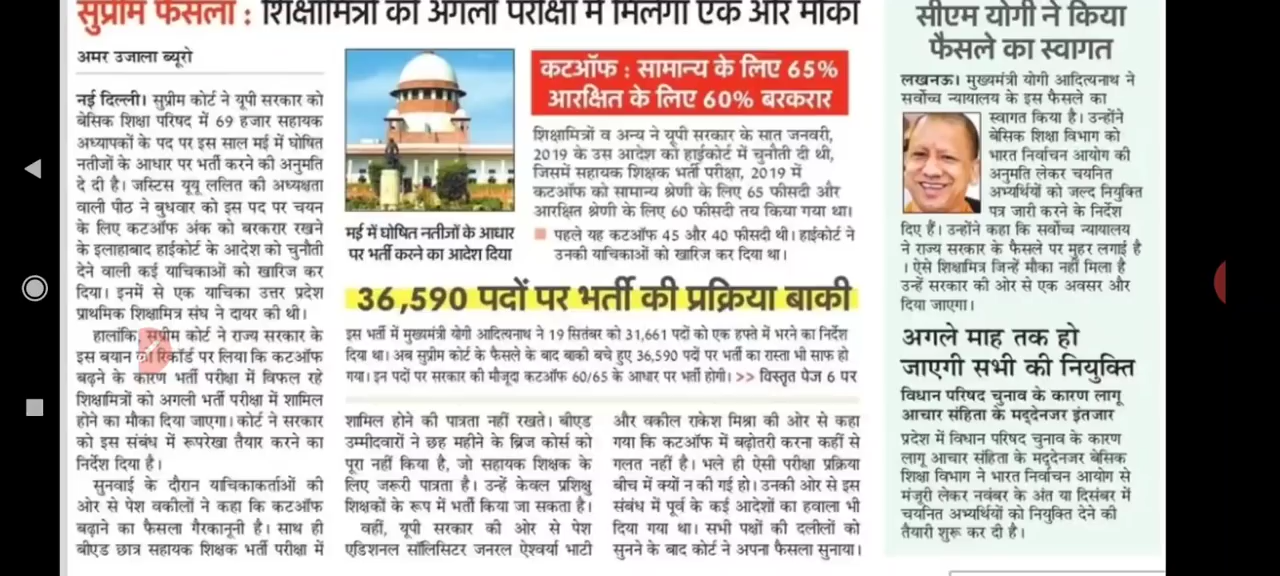 सुप्रीम फैसला : शिक्षामित्रों को अगली परीक्षा में मिलेगा एक और मौका
अमर उजाला ब्यूरो
नई दिल्ली। सुप्रीम कोर्ट ने यूपी सरकार को
बेसिक शिक्षा परिषद में 69 हजार सहायक
अध्यापकों के पद पर इस साल मई में घोषित
नतीजों के आधार पर भर्ती करने की अनुमति
दे दी है। जस्टिस यूयू ललित की अध्यक्षता
वाली पीठ ने बुधवार को इस पद पर चयन
के लिए कटऑफ अंक को बरकरार रखने
के इलाहाबाद हाईकोर्ट के आदेश को चुनौती
देने वाली कई याचिकाओं को खारिज कर
दिया। इनमें से एक याचिका उत्तर प्रदेश
प्राथमिक शिक्षामित्र संघ ने दायर की थी।
हालांकि, सुप्रीम कोर्ट ने राज्य सरकार के
इस बयान को रिकॉर्ड पर लिया कि कटऑफ
बढ़ने के कारण भर्ती परीक्षा में विफल रहे
शिक्षामित्रों को अगली भर्ती परीक्षा में शामिल
होने का मौका दिया जाएगा। कोर्ट ने सरकार
को इस संबंध में रूपरेखा तैयार करने का
निर्देश दिया है।
सुनवाई के दौरान याचिकाकर्ताओं की
ओर से पेश वकीलों ने कहा कि कटऑफ
बढ़ाने का फैसला गैरकानूनी है। साथ ही
बीएड छात्र सहायक शिक्षक भर्ती परीक्षा में
मई में घोषित नतीजों के आधार
पर भर्ती करने का आदेश दिया
कटऑफ : सामान्य के लिए 65%
आरक्षित के लिए 60% बरकरार
शिक्षामित्रों व अन्य ने यूपी सरकार के सात जनवरी,
2019 के उस आदेश को हाईकोर्ट में चुनौती दी थी,
जिसमें सहायक शिक्षक भर्ती परीक्षा, 2019 में
कटऑफ को सामान्य श्रेणी के लिए 65 फीसदी और
आरक्षित श्रेणी के लिए 60 फीसदी तय किया गया था।
पहले यह कटऑफ 45 और 40 फीसदी थी। हाईकोर्ट ने
उनकी याचिकाओं को खारिज कर दिया था।
36,590 पदों पर भर्ती की प्रक्रिया बाकी
इस भर्ती में मुख्यमंत्री योगी आदित्यनाथ ने 19 सितंबर को 31,661 पदों को एक हफ्ते में भरने का निर्देश
दिया था। अब सुप्रीम कोर्ट के फैसले के बाद बाकी बचे हुए 36,590 पदों पर भर्ती का रास्ता भी साफ हो
गया। इन पदों पर सरकार की मौजूदा कटऑफ 60/65 के आधार पर भर्ती होगी। >> विस्तृत पेज 6 पर
शामिल होने की पात्रता नहीं रखते। बीएड
उम्मीदवारों ने छह महीने के ब्रिज कोर्स को
पूरा नहीं किया है, जो सहायक शिक्षक के
लिए जरूरी पात्रता है। उन्हें केवल प्रशिक्षु
शिक्षकों के रूप में भर्ती किया जा सकता है।
वहीं, यूपी सरकार की ओर से पेश
एडिशनल सॉलिसिटर जनरल ऐश्वर्या भाटी
और वकील राकेश मिश्रा की ओर से कहा
गया कि कटऑफ में बढ़ोतरी करना कहीं से
गलत नहीं है। भले ही ऐसी परीक्षा प्रक्रिया
बीच में क्यों न की गई हो। उनकी ओर से इस
संबंध में पूर्व के कई आदेशों का हवाला भी
दिया गया था। सभी पक्षों की दलीलों को
सुनने के बाद कोर्ट ने अपना फैसला सुनाया।
सीएम योगी ने किया
फैसले का स्वागत
लखनऊ। मुख्यमंत्री योगी आदित्यनाथ ने
सर्वोच्च न्यायालय के इस फैसले का
स्वागत किया है। उन्होंने
बेसिक शिक्षा विभाग को
भारत निर्वाचन आयोग की
अनुमति लेकर चयनित
अभ्यर्थियों को जल्द नियुक्ति
पत्र जारी करने के निर्देश
दिए हैं। उन्होंने कहा कि सर्वोच्च न्यायालय
ने राज्य सरकार के फैसले पर मुहर लगाई है
। ऐसे शिक्षामित्र जिन्हें मौका नहीं मिला है
उन्हें सरकार की ओर से एक अवसर और
दिया जाएगा।
अगले माह तक हो
जाएगी सभी की नियुक्ति
विधान परिषद चुनाव के कारण लागू
आचार संहिता के मद्देनजर इंतजार
प्रदेश में विधान परिषद चुनाव के कारण
लागू आचार संहिता के मद्देनजर बेसिक
शिक्षा विभाग ने भारत निर्वाचन आयोग से
मंजूरी लेकर नवंबर के अंत या दिसंबर में
चयनित अभ्यर्थियों को नियुक्ति देने की
तैयारी शुरू कर दी है।